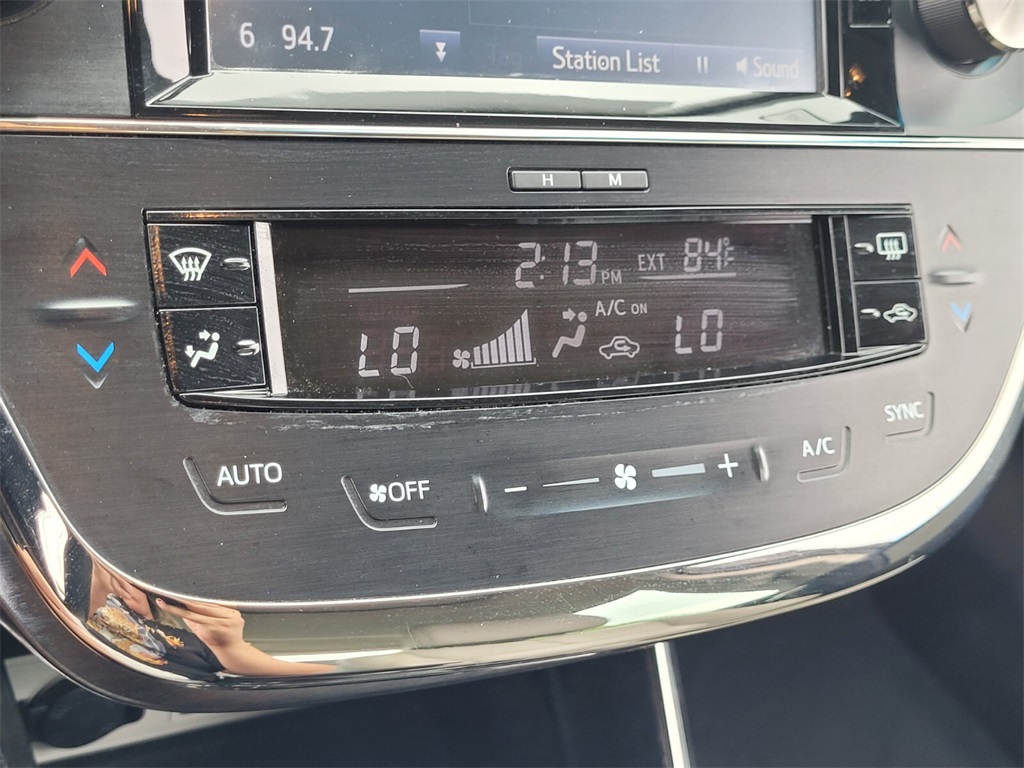 6 94.7
Station List
Sound
H M
2:13 PM EXT 84°F
A/C ON
LO LO
SYNC
A/C
AUTO
OFF
- +